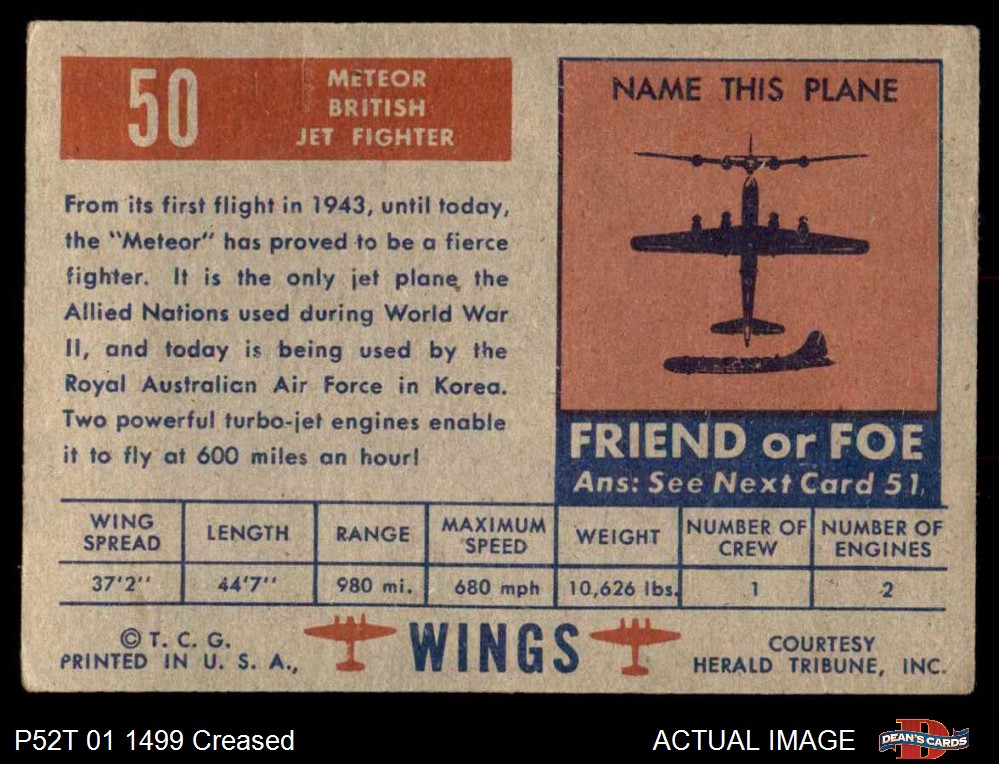 50
METEOR
BRITISH
JET FIGHTER
From its first flight in 1943, until today,
the "Meteor" has proved to be a fierce
fighter. It is the only jet plane the
Allied Nations used during World War
II, and today is being used by the
Royal Australian Air Force in Korea.
Two powerful turbo-jet engines enable
it to fly at 600 miles an hour!
NAME THIS PLANE
FRIEND or FOE
Ans: See Next Card 51,
WING SPREAD
LENGTH
RANGE
MAXIMUM SPEED
WEIGHT
NUMBER OF CREW
NUMBER OF ENGINES
37'2''
44'7''
980 mi.
680 mph
10,626 lbs.
1
2
© T. C. G.
PRINTED IN U. S. A.,
WINGS
COURTESY
HERALD TRIBUNE, INC.
P52T 01 1499 Creased
ACTUAL IMAGE
D
DEAN'S CARDS